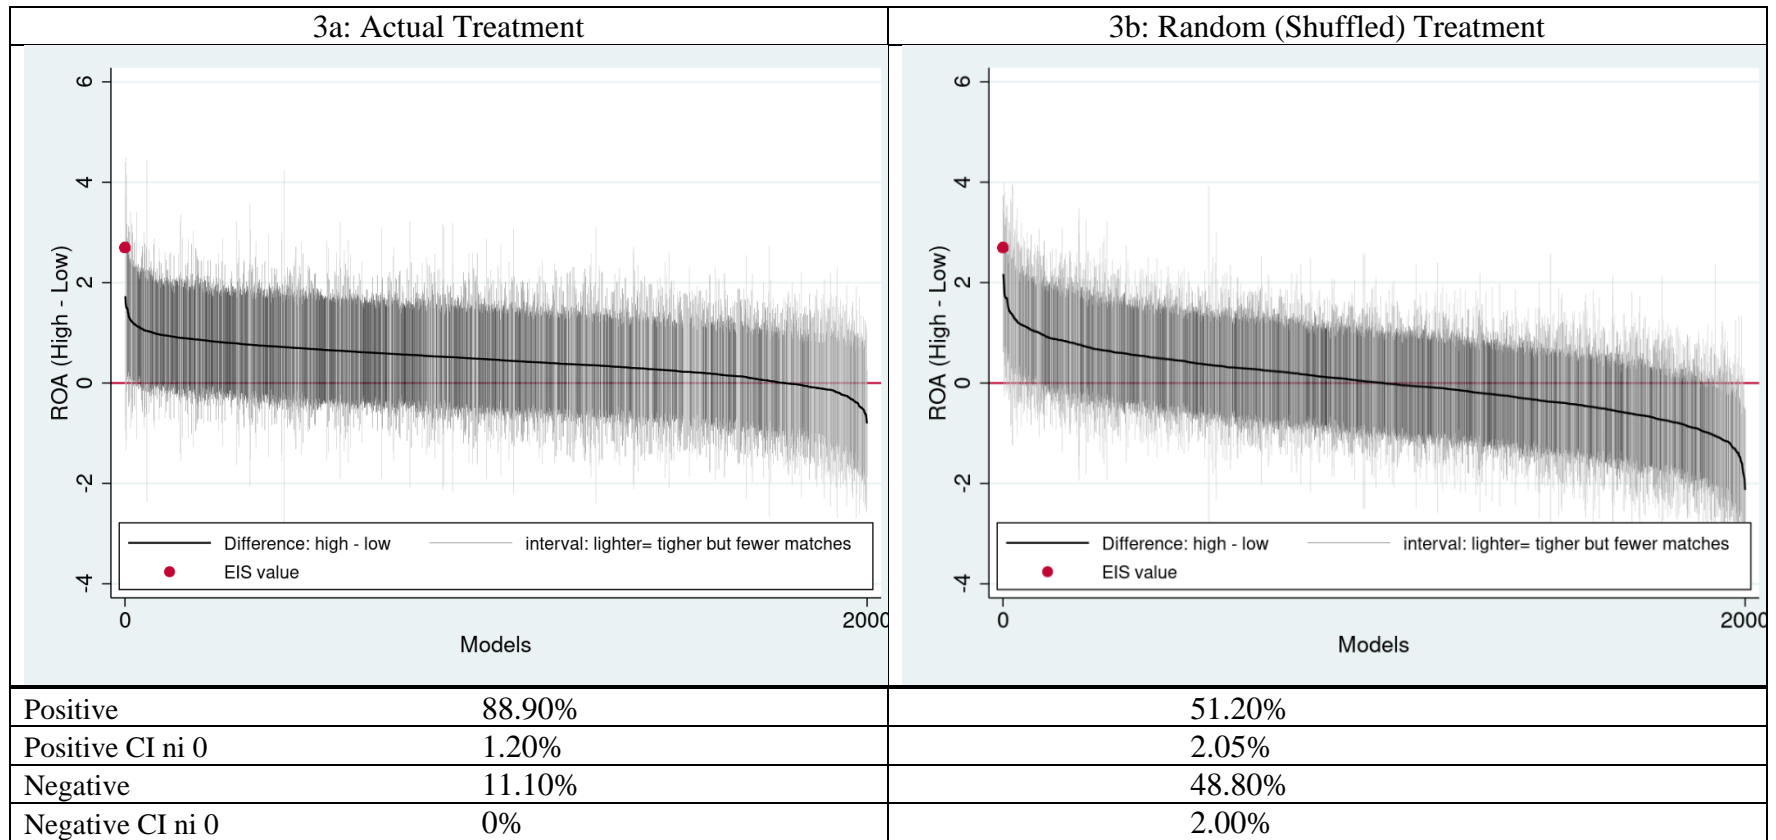 3a: Actual Treatment
3b: Random (Shuffled) Treatment
6
4
2
0
-2
-4
ROA (High - Low)
Difference: high - low
interval: lighter= tigher but fewer matches
EIS value
0
2000
Models
6
4
2
0
-2
-4
ROA (High - Low)
Difference: high - low
interval: lighter= tigher but fewer matches
EIS value
0
2000
Models
Positive 88.90% 51.20%
Positive CI ni 0 1.20% 2.05%
Negative 11.10% 48.80%
Negative CI ni 0 0% 2.00%